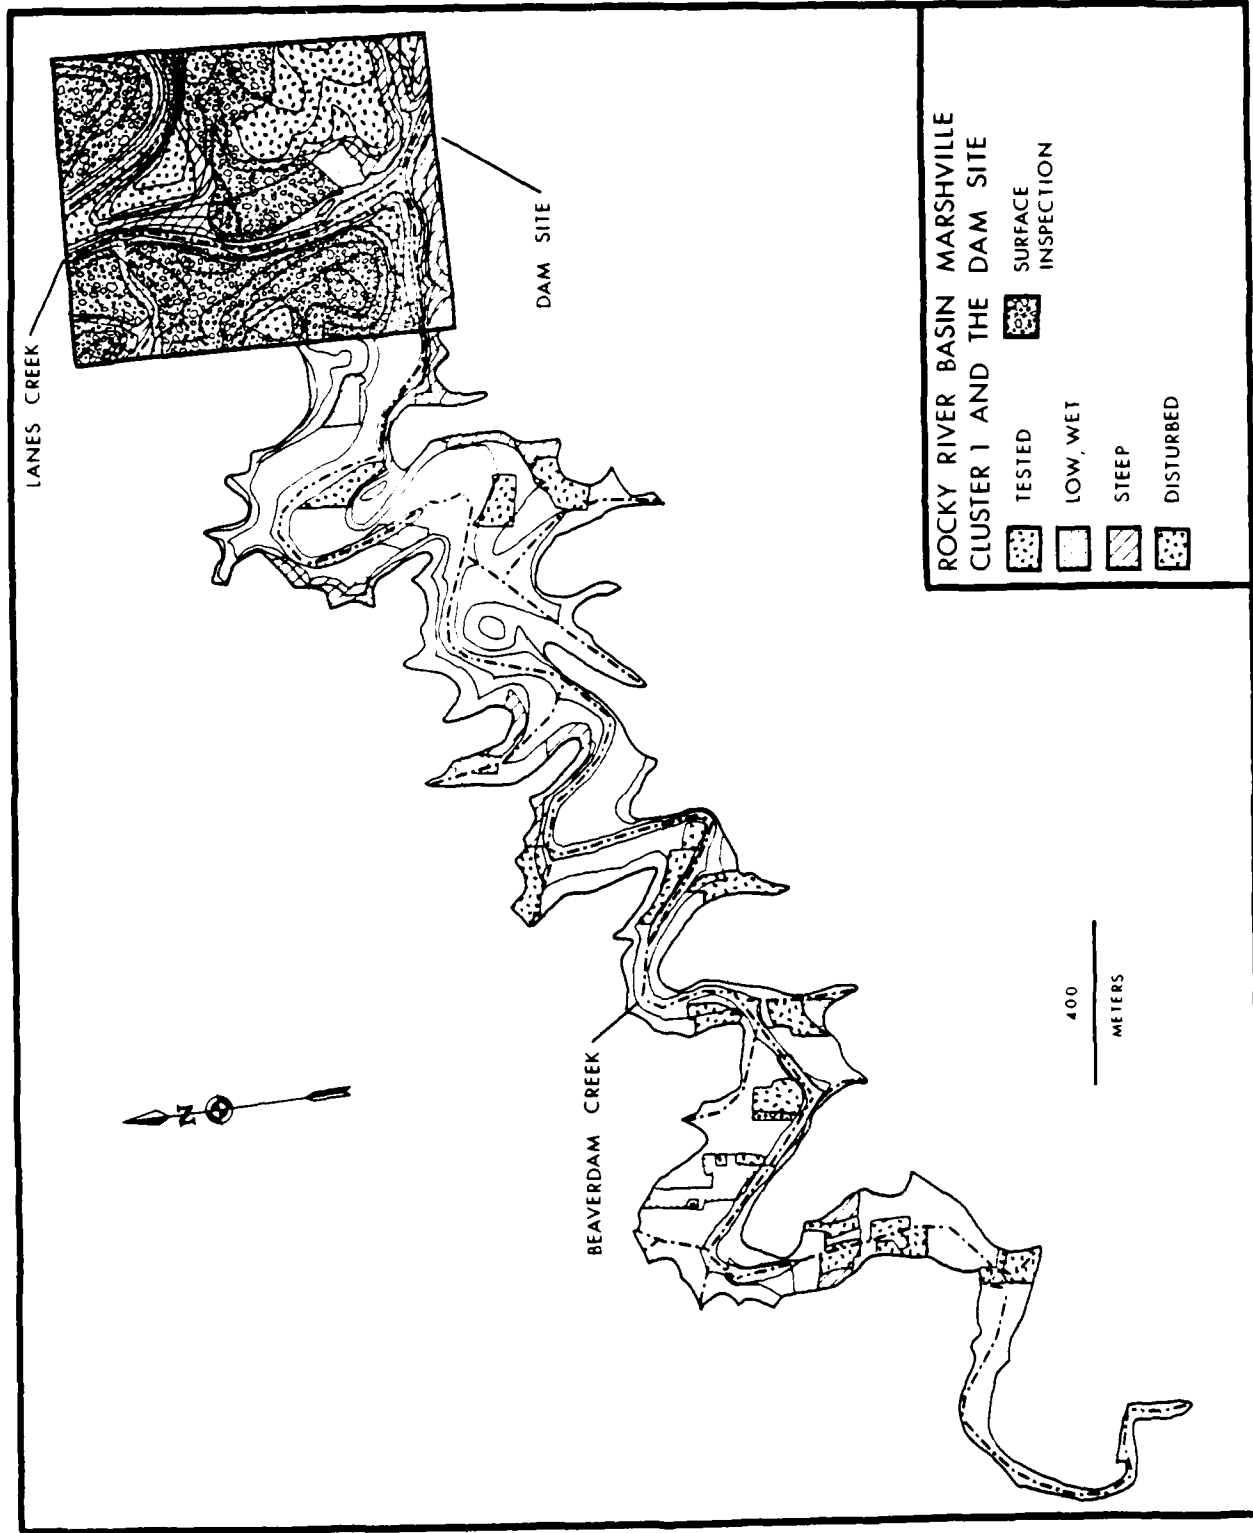 LANES CREEK
DAM SITE
N
BEAVERDAM CREEK
400
METERS
ROCKY RIVER BASIN MARSHVILLE
CLUSTER 1 AND THE DAM SITE
TESTED
LOW, WET
STEEP
DISTURBED
SURFACE
INSPECTION